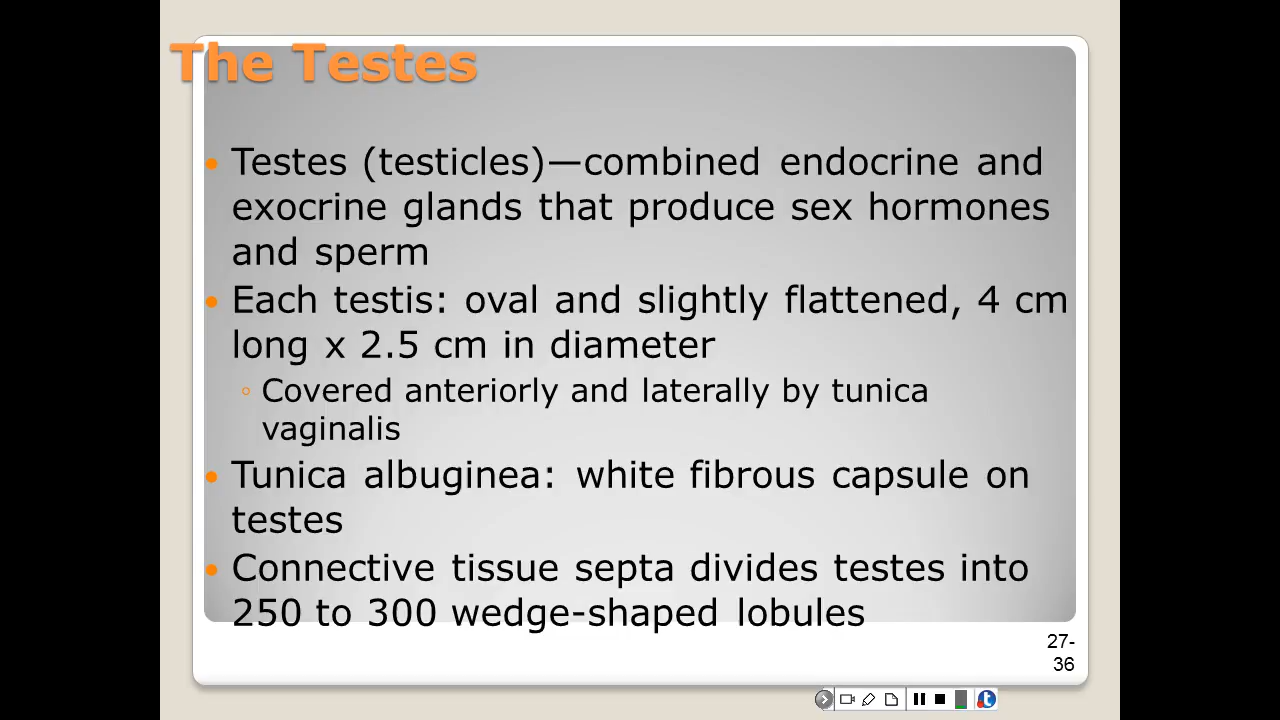 The Testes
• Testes (testicles)—combined endocrine and
exocrine glands that produce sex hormones
and sperm
• Each testis: oval and slightly flattened, 4 cm
long x 2.5 cm in diameter
◦ Covered anteriorly and laterally by tunica
vaginalis
• Tunica albuginea: white fibrous capsule on
testes
• Connective tissue septa divides testes into
250 to 300 wedge-shaped lobules
27-
36